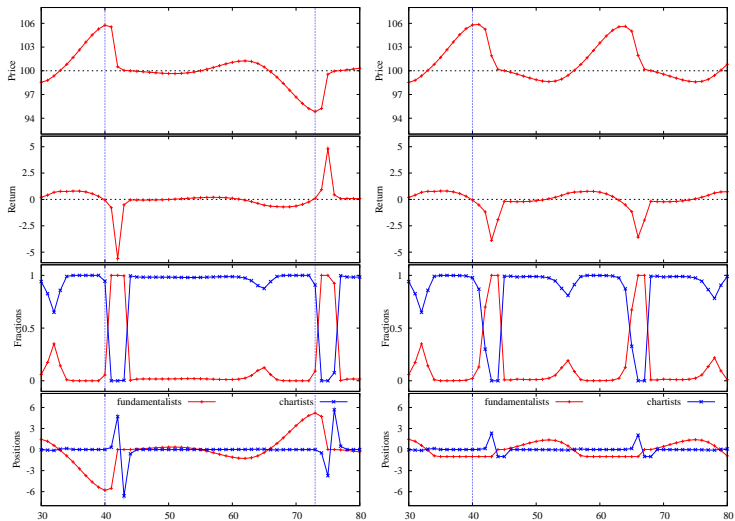 106
103
100
97
94
Price
5
2.5
0
-2.5
-5
Return
1
0.5
0
Fractions
fundamentalists
chartists
6
3
0
-3
-6
Positions
30 40 50 60 70 80
106
103
100
97
94
Price
5
2.5
0
-2.5
-5
Return
1
0.5
0
Fractions
fundamentalists
chartists
6
3
0
-3
-6
Positions
30 40 50 60 70 80